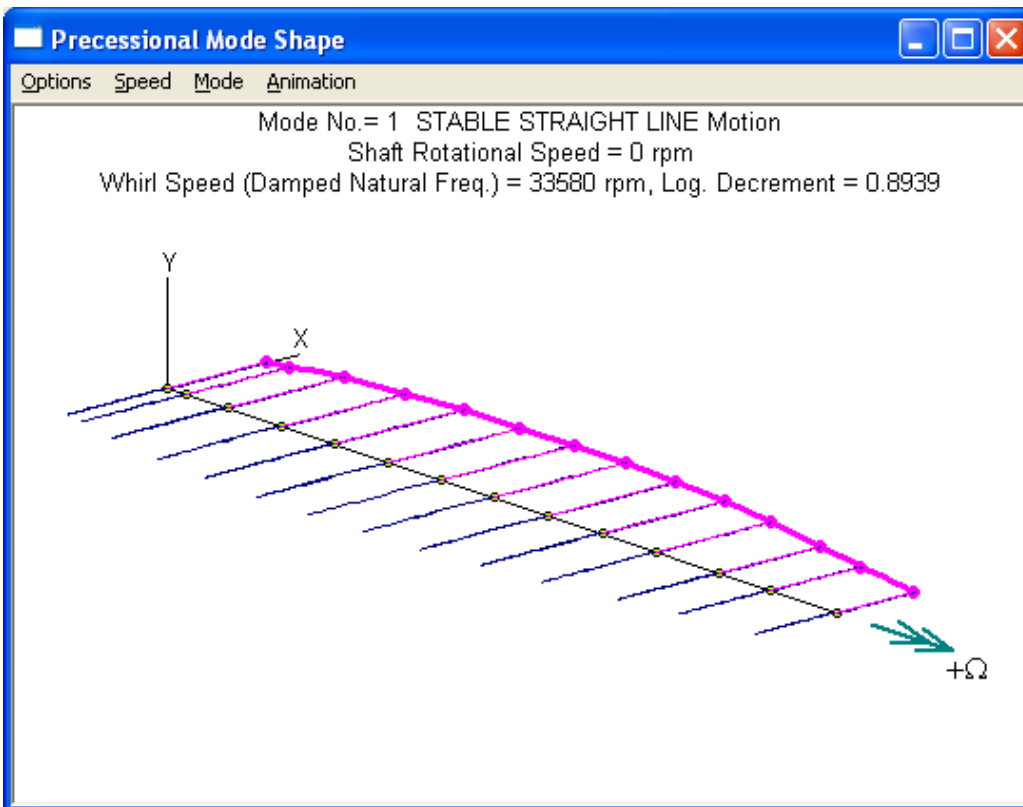 Precessional Mode Shape
Options Speed Mode Animation
Mode No.= 1 STABLE STRAIGHT LINE Motion
Shaft Rotational Speed = 0 rpm
Whirl Speed (Damped Natural Freq.) = 33580 rpm, Log. Decrement = 0.8939
Y
X
+Ω